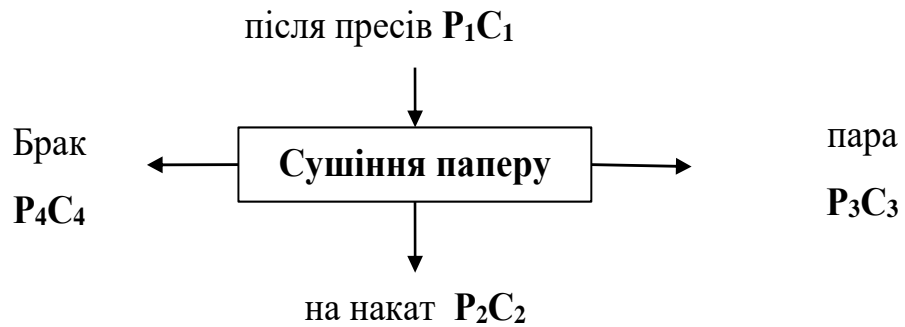 після пресів P₁C₁
Брак
P₄C₄
Сушіння паперу
пара
P₃C₃
на накат P₂C₂